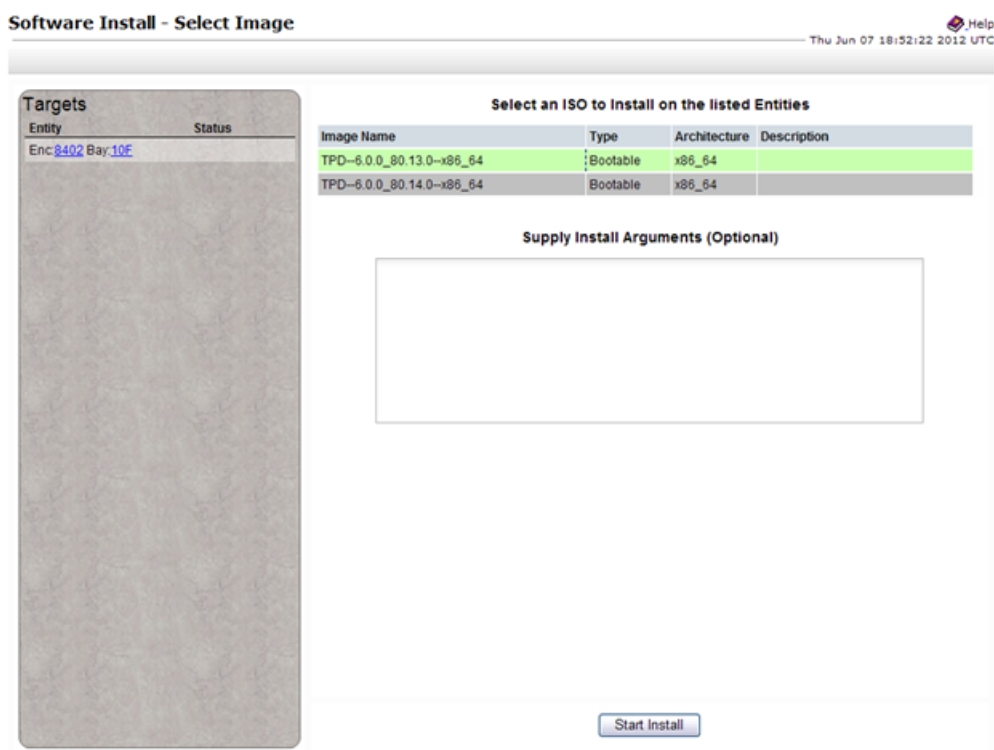 Software Install - Select Image
Help
Thu Jun 07 18:52:22 2012 UTC
Targets
Entity Status
Enc:8402 Bay:10F
Select an ISO to Install on the listed Entities
Image Name Type Architecture Description
TPD--6.0.0_80.13.0--x86_64 Bootable x86_64
TPD--6.0.0_80.14.0--x86_64 Bootable x86_64
Supply Install Arguments (Optional)
Start Install